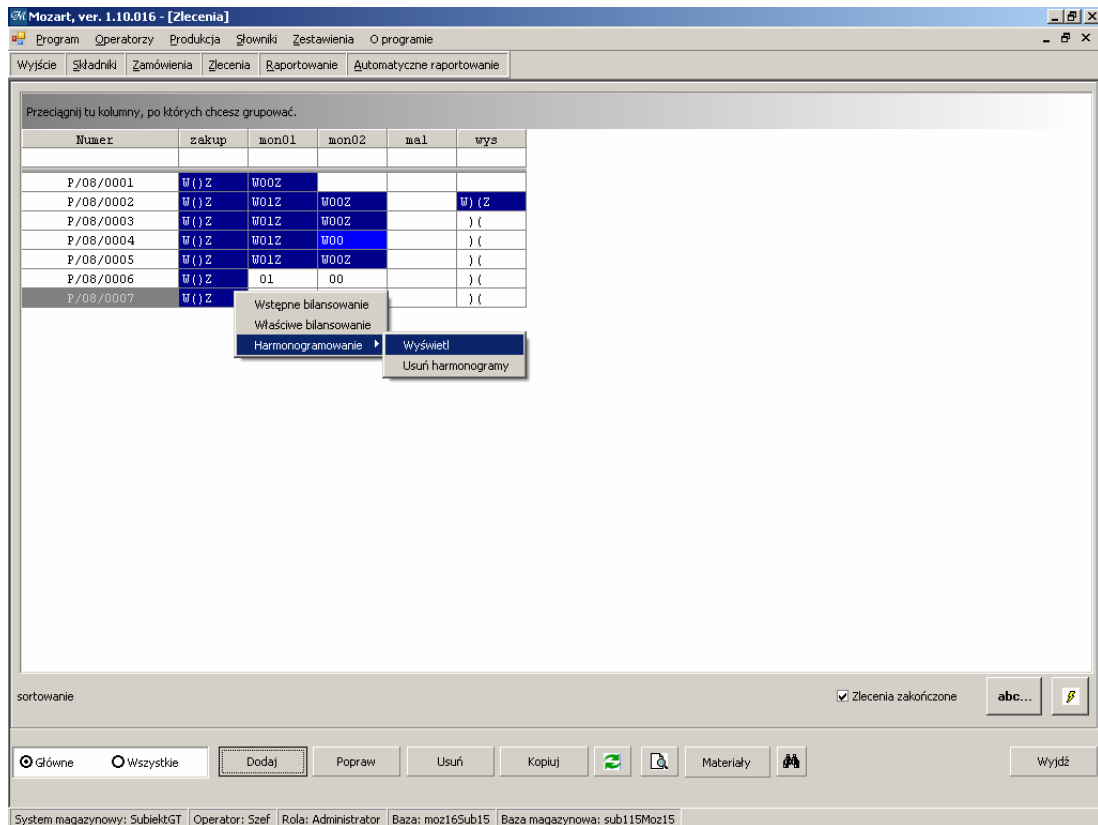 Mozart, ver. 1.10.016 - [Zlecenia]
Program Operatorzy Produkcja Słowniki Zestawienia O programie
Wyjście Składniki Zamówienia Zlecenia Raportowanie Automatyczne raportowanie
Przeciągnij tu kolumny, po których chcesz grupować.
Numer zakup mon01 mon02 mal wys
P/08/0001 W()Z W00Z
P/08/0002 W()Z W01Z W00Z W)(Z
P/08/0003 W()Z W01Z W00Z )(
P/08/0004 W()Z W01Z W00 )(
P/08/0005 W()Z W01Z W00Z )(
P/08/0006 W()Z 01 00 )(
P/08/0007 W()Z )(
Wstępne bilansowanie
Właściwe bilansowanie
Harmonogramowanie Wyświetl
Usuń harmonogramy
sortowanie Zlecenia zakończone abc...
Główne Wszystkie Dodaj Popraw Usuń Kopiuj Materiały Wyjdź
System magazynowy: SubiektGT Operator: Szef Rola: Administrator Baza: moz16Sub15 Baza magazynowa: sub115Moz15